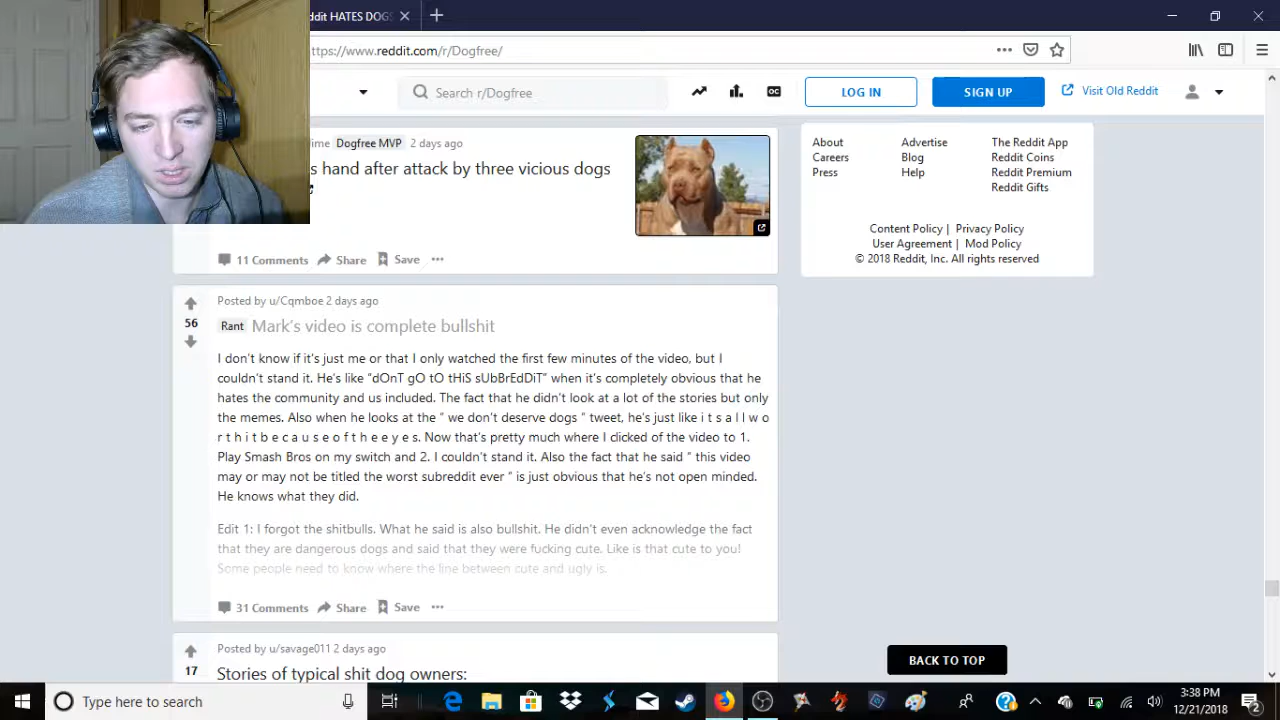 ddit HATES DOGS
ttps://www.reddit.com/r/Dogfree/
Search r/Dogfree
OC
LOG IN
SIGN UP
Visit Old Reddit
ime Dogfree MVP 2 days ago
s hand after attack by three vicious dogs
11 Comments Share Save
About Advertise The Reddit App
Careers Blog Reddit Coins
Press Help Reddit Premium
Reddit Gifts
Content Policy | Privacy Policy
User Agreement | Mod Policy
© 2018 Reddit, Inc. All rights reserved
Posted by u/Cqmboe 2 days ago
56
Rant Mark's video is complete bullshit
I don't know if it's just me or that I only watched the first few minutes of the video, but I
couldn't stand it. He's like "dOnT gO tO tHiS sUbBrEdDiT" when it's completely obvious that he
hates the community and us included. The fact that he didn't look at a lot of the stories but only
the memes. Also when he looks at the " we don't deserve dogs " tweet, he's just like i t s a l l w o
r t h i t b e c a u s e o f t h e e y e s. Now that's pretty much where I clicked of the video to 1.
Play Smash Bros on my switch and 2. I couldn't stand it. Also the fact that he said " this video
may or may not be titled the worst subreddit ever " is just obvious that he's not open minded.
He knows what they did.
Edit 1: I forgot the shitbulls. What he said is also bullshit. He didn't even acknowledge the fact
that they are dangerous dogs and said that they were fucking cute. Like is that cute to you!
Some people need to know where the line between cute and ugly is.
31 Comments Share Save
Posted by u/savage011 2 days ago
17
Stories of typical shit dog owners:
BACK TO TOP
Type here to search
3:38 PM
12/21/2018
2